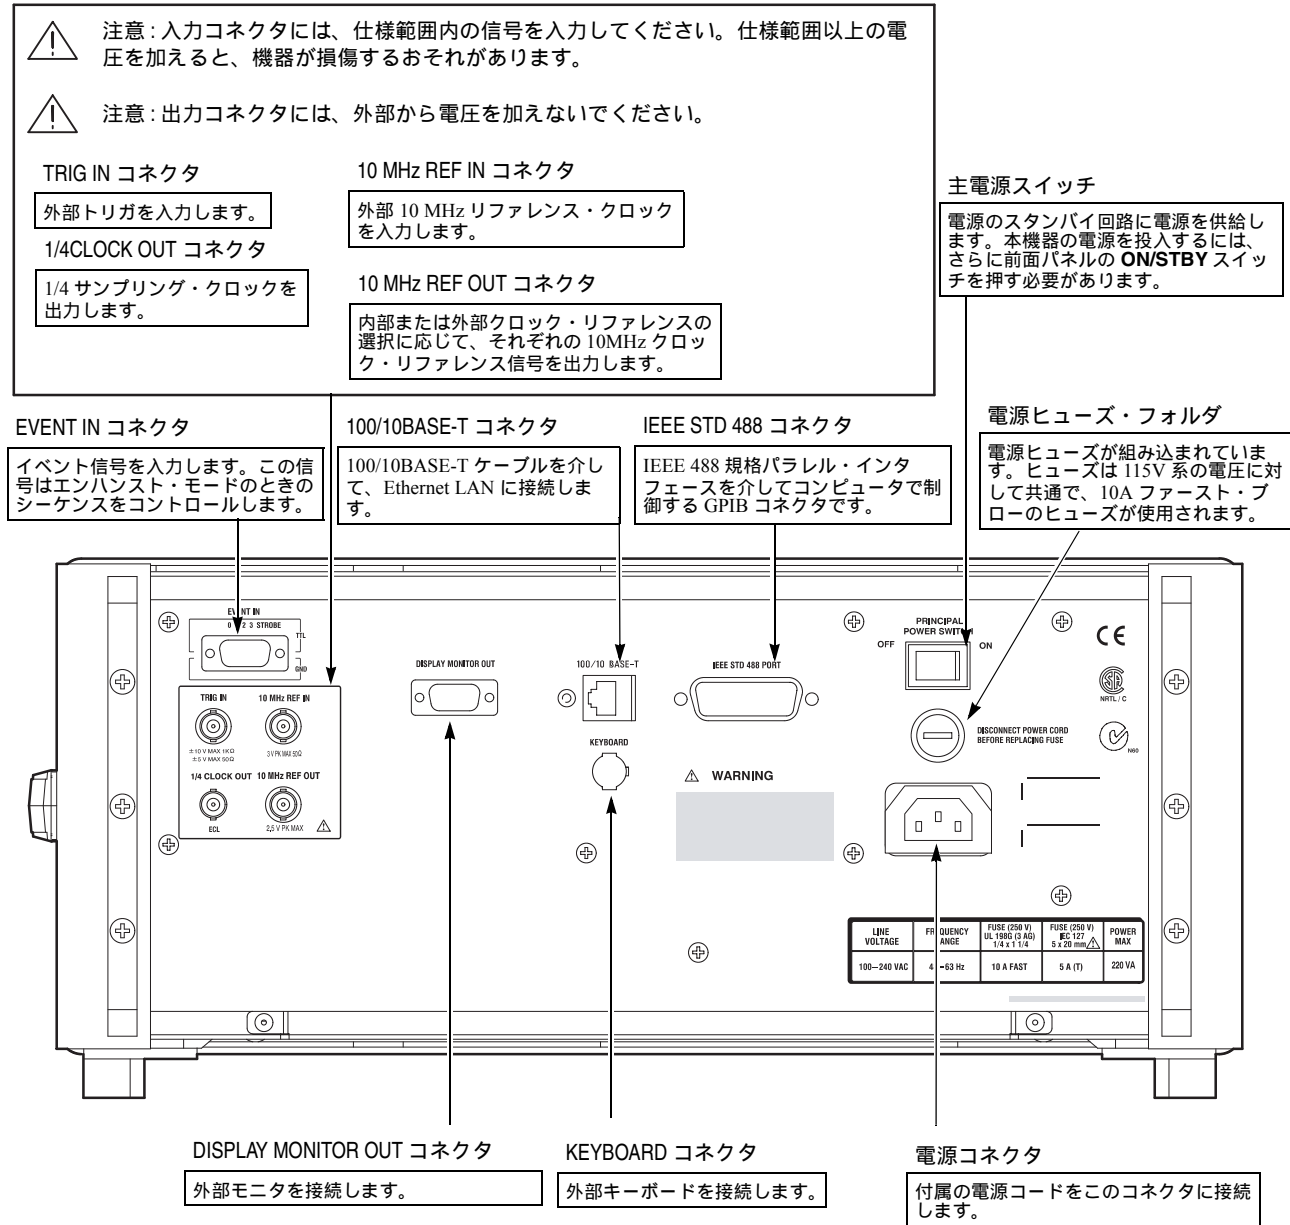 注意 : 入力コネクタには、仕様範囲内の信号を入力してください。仕様範囲以上の電
圧を加えると、機器が損傷するおそれがあります。
注意 : 出力コネクタには、外部から電圧を加えないでください。
TRIG IN コネクタ
外部トリガを入力します。
1/4CLOCK OUT コネクタ
1/4 サンプリング・クロックを
出力します。
10 MHz REF IN コネクタ
外部 10 MHz リファレンス・クロック
を入力します。
10 MHz REF OUT コネクタ
内部または外部クロック・リファレンスの
選択に応じて、それぞれの 10MHz クロッ
ク・リファレンス信号を出力します。
主電源スイッチ
電源のスタンバイ回路に電源を供給し
ます。本機器の電源を投入するには、
さらに前面パネルの ON/STBY スイッ
チを押す必要があります。
EVENT IN コネクタ
イベント信号を入力します。この信
号はエンハンスト・モードのときの
シーケンスをコントロールします。
100/10BASE-T コネクタ
100/10BASE-T ケーブルを介し
て、Ethernet LAN に接続しま
す。
IEEE STD 488 コネクタ
IEEE 488 規格パラレル・インタ
フェースを介してコンピュータで制
御する GPIB コネクタです。
電源ヒューズ・フォルダ
電源ヒューズが組み込まれていま
す。ヒューズは 115V 系の電圧に対
して共通で、10A ファースト・ブ
ローのヒューズが使用されます。
EVENT IN
0 2 3 STROBE
TTL
GND
TRIG IN
±10 V MAX 1KΩ
±5 V MAX 50Ω
10 MHz REF IN
3 V PK MAX 50Ω
1/4 CLOCK OUT
ECL
10 MHz REF OUT
2.5 V PK MAX
DISPLAY MONITOR OUT
100/10 BASE-T
KEYBOARD
IEEE STD 488 PORT
WARNING
PRINCIPAL
POWER SWITCH
OFF
ON
DISCONNECT POWER CORD
BEFORE REPLACING FUSE
CE
NRTL / C
N60
LINE
VOLTAGE
FREQUENCY
RANGE
FUSE (250 V)
UL 198G (3 AG)
1/4 x 1 1/4
FUSE (250 V)
IEC 127
5 x 20 mm
POWER
MAX
100—240 VAC
—63 Hz
10 A FAST
5 A (T)
220 VA
DISPLAY MONITOR OUT コネクタ
外部モニタを接続します。
KEYBOARD コネクタ
外部キーボードを接続します。
電源コネクタ
付属の電源コードをこのコネクタに接続
します。